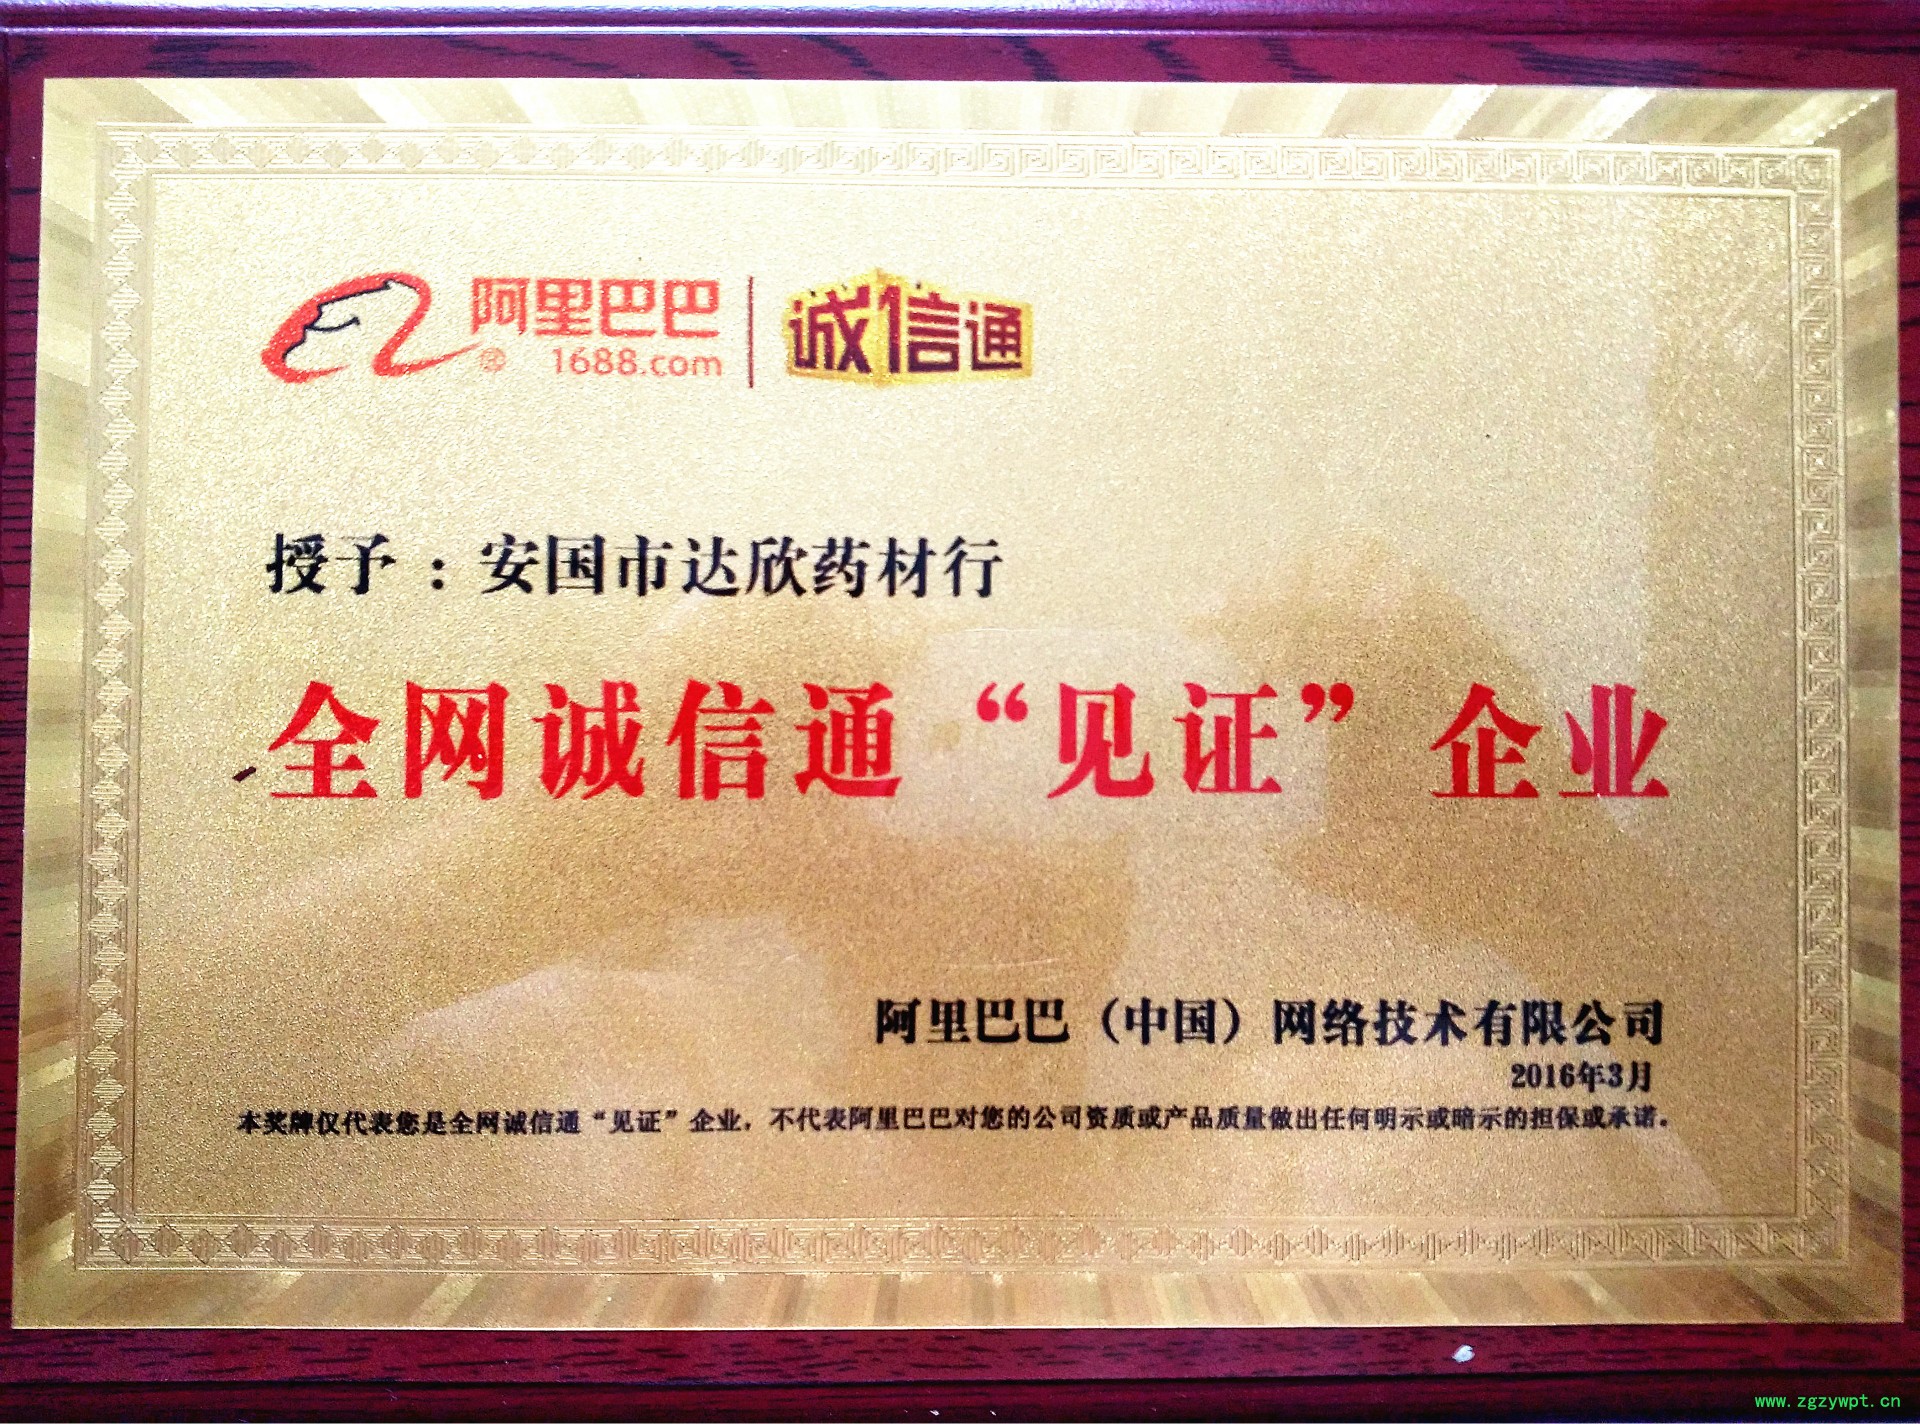 阿里巴巴 诚信通
® 1688.com
授予：安国市达欣药材行
全网诚信通“见证”企业
阿里巴巴（中国）网络技术有限公司
2016年3月
本奖牌仅代表您是全网诚信通“见证”企业，不代表阿里巴巴对您的公司资质或产品质量做出任何明示或暗示的担保或承诺。
www.zgzywpt.cn